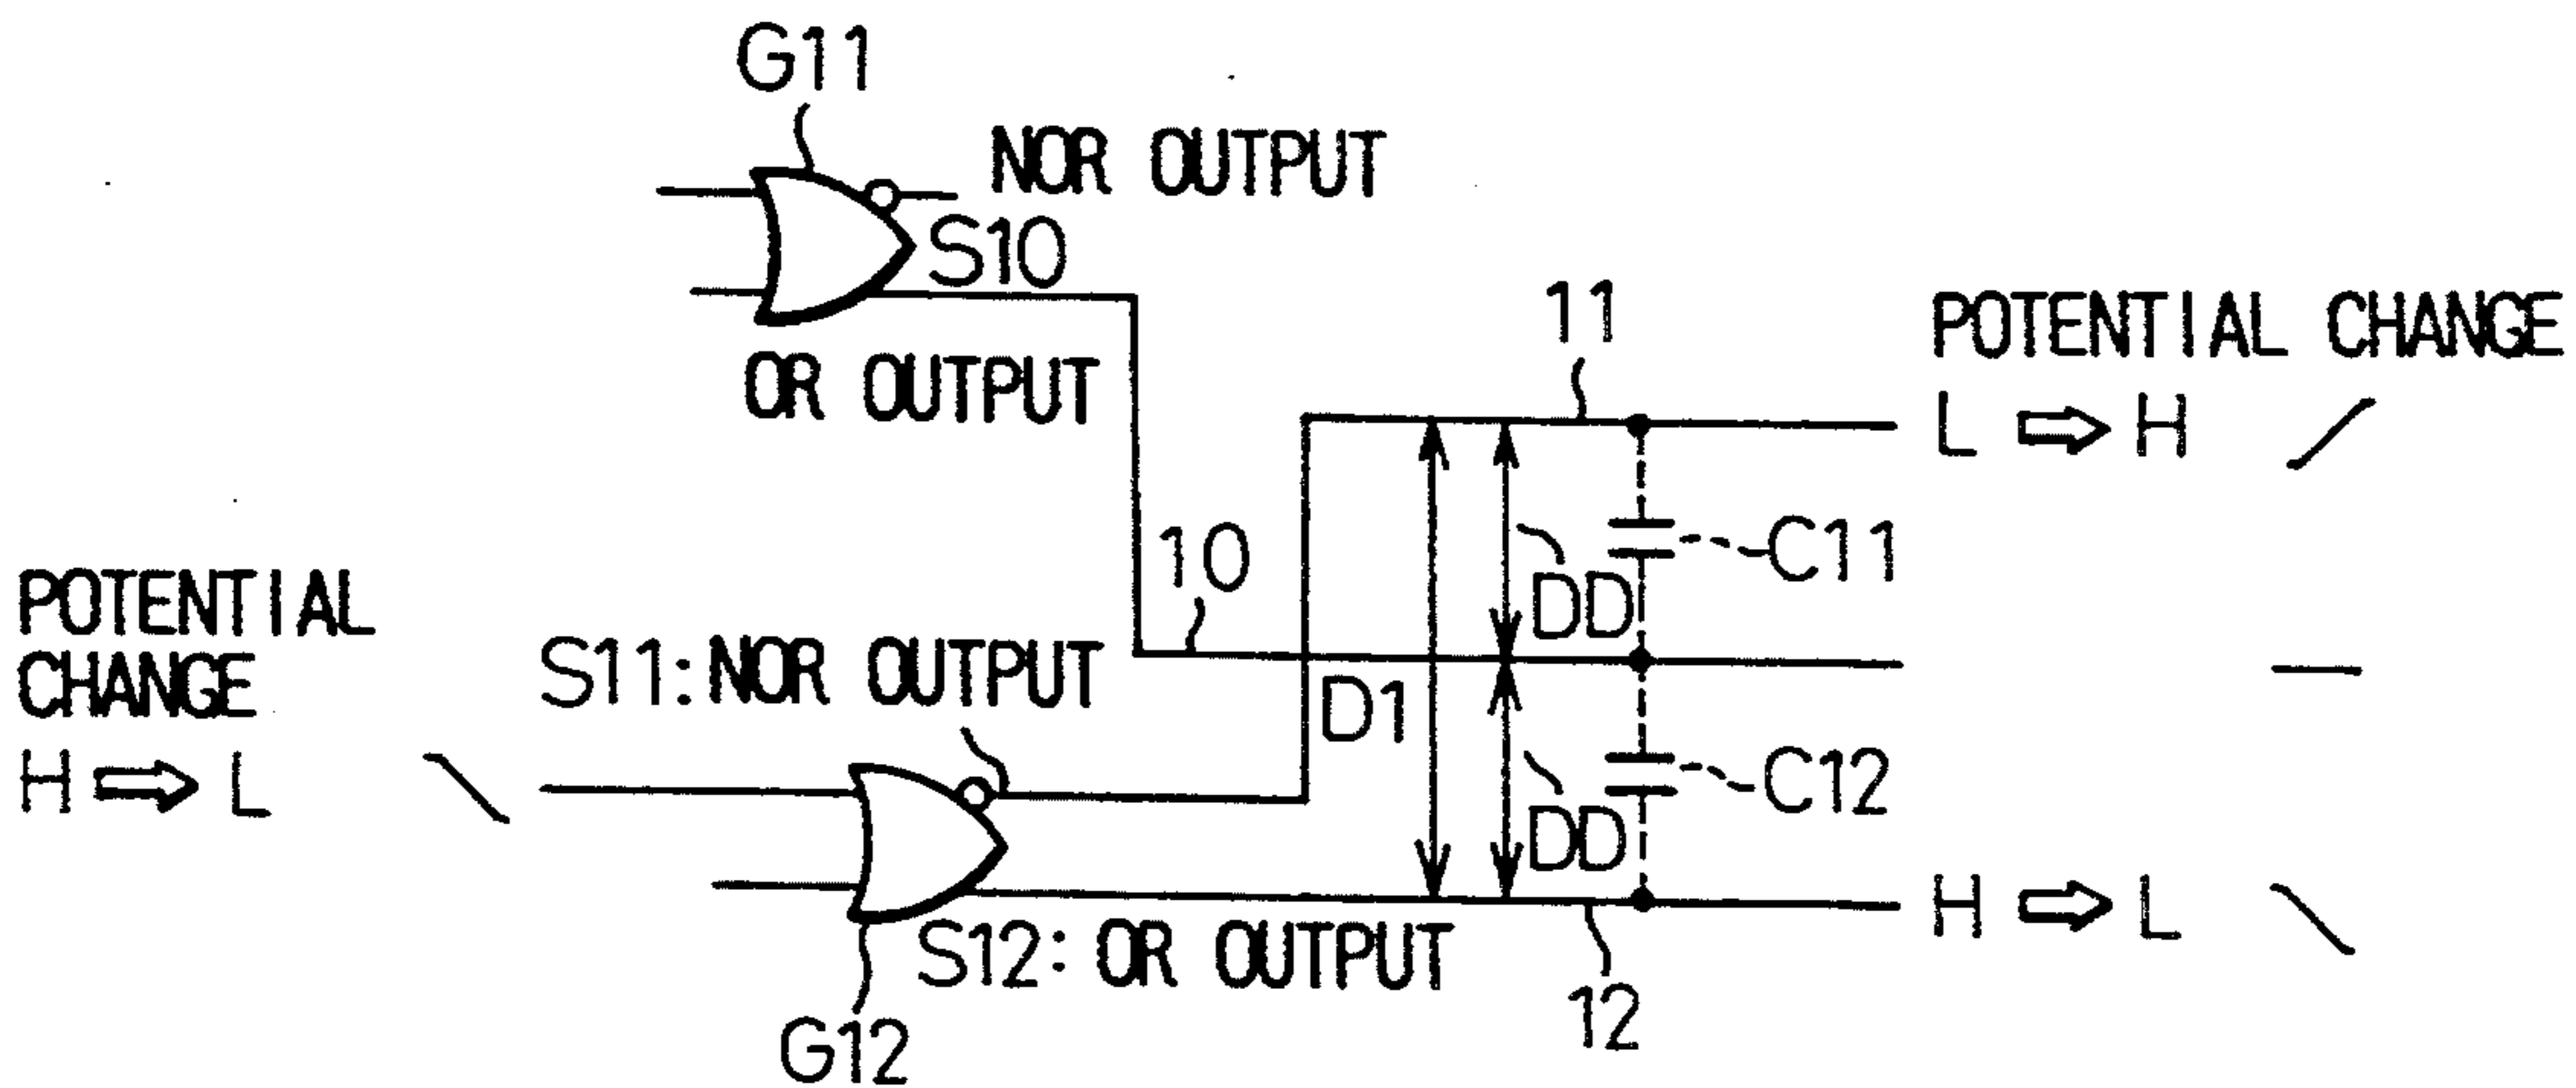 G11
NOR OUTPUT
S10
OR OUTPUT
11
POTENTIAL CHANGE
L ⇨ H
10
C11
DD
POTENTIAL
CHANGE
H ⇨ L
S11: NOR OUTPUT
D1
C12
DD
H ⇨ L
S12: OR OUTPUT
12
G12